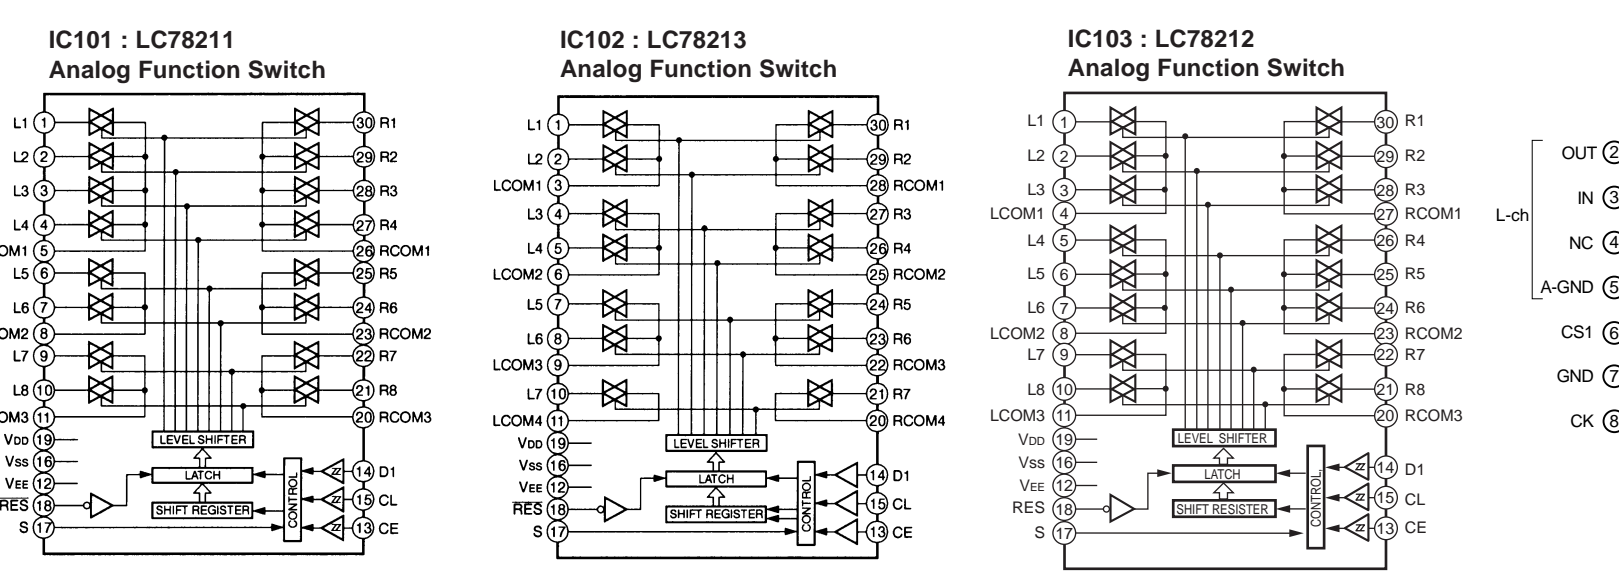 IC101 : LC78211
Analog Function Switch
L1 1
L2 2
L3 3
L4 4
OM1 5
L5 6
L6 7
OM2 8
L7 9
L8 10
OM3 11
VDD 19
Vss 16
VEE 12
RES 18
S 17
30 R1
29 R2
28 R3
27 R4
26 RCOM1
25 R5
24 R6
23 RCOM2
22 R7
21 R8
20 RCOM3
14 D1
15 CL
13 CE
LEVEL SHIFTER
LATCH
SHIFT REGISTER
CONTROL
IC102 : LC78213
Analog Function Switch
L1 1
L2 2
LCOM1 3
L3 4
L4 5
LCOM2 6
L5 7
L6 8
LCOM3 9
L7 10
LCOM4 11
VDD 19
Vss 16
VEE 12
RES 18
S 17
30 R1
29 R2
28 RCOM1
27 R3
26 R4
25 RCOM2
24 R5
23 R6
22 RCOM3
21 R7
20 RCOM4
14 D1
15 CL
13 CE
LEVEL SHIFTER
LATCH
SHIFT REGISTER
CONTROL
IC103 : LC78212
Analog Function Switch
L1 1
L2 2
L3 3
LCOM1 4
L4 5
L5 6
L6 7
LCOM2 8
L7 9
L8 10
LCOM3 11
VDD 19
Vss 16
VEE 12
RES 18
S 17
30 R1
29 R2
28 R3
27 RCOM1
26 R4
25 R5
24 R6
23 RCOM2
22 R7
21 R8
20 RCOM3
14 D1
15 CL
13 CE
LEVEL SHIFTER
LATCH
SHIFT RESISTER
CONTROL
L-ch
OUT 2
IN 3
NC 4
A-GND 5
CS1 6
GND 7
CK 8